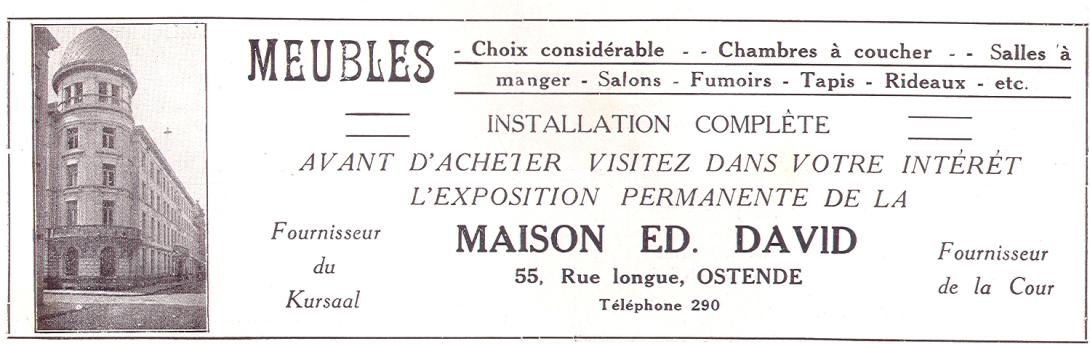 MEUBLES - Choix considérable - - Chambres à coucher - - Salles à
manger - Salons - Fumoirs - Tapis - Rideaux - etc.
INSTALLATION COMPLÈTE
AVANT D'ACHETER VISITEZ DANS VOTRE INTÉRÉT
L'EXPOSITION PERMANENTE DE LA
MAISON ED. DAVID
55, Rue longue, OSTENDE
Téléphone 290
Fournisseur
du
Kursaal
Fournisseur
de la Cour